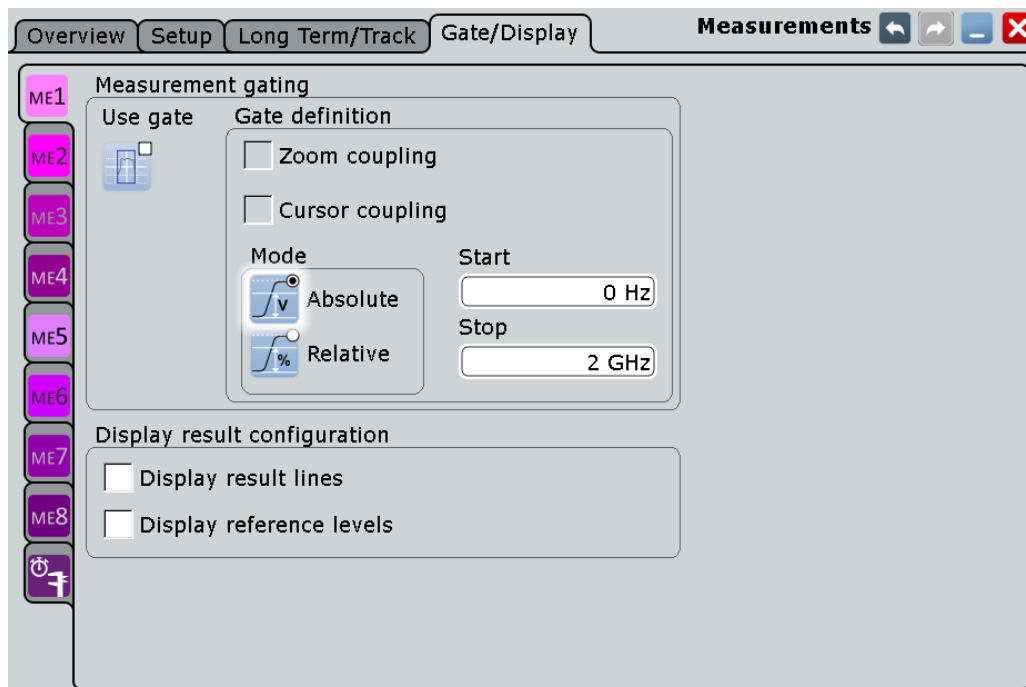 Overview Setup Long Term/Track Gate/Display Measurements
ME1
ME2
ME3
ME4
ME5
ME6
ME7
ME8
Measurement gating
Use gate Gate definition
Zoom coupling
Cursor coupling
Mode Start
V Absolute 0 Hz
Stop
% Relative 2 GHz
Display result configuration
Display result lines
Display reference levels